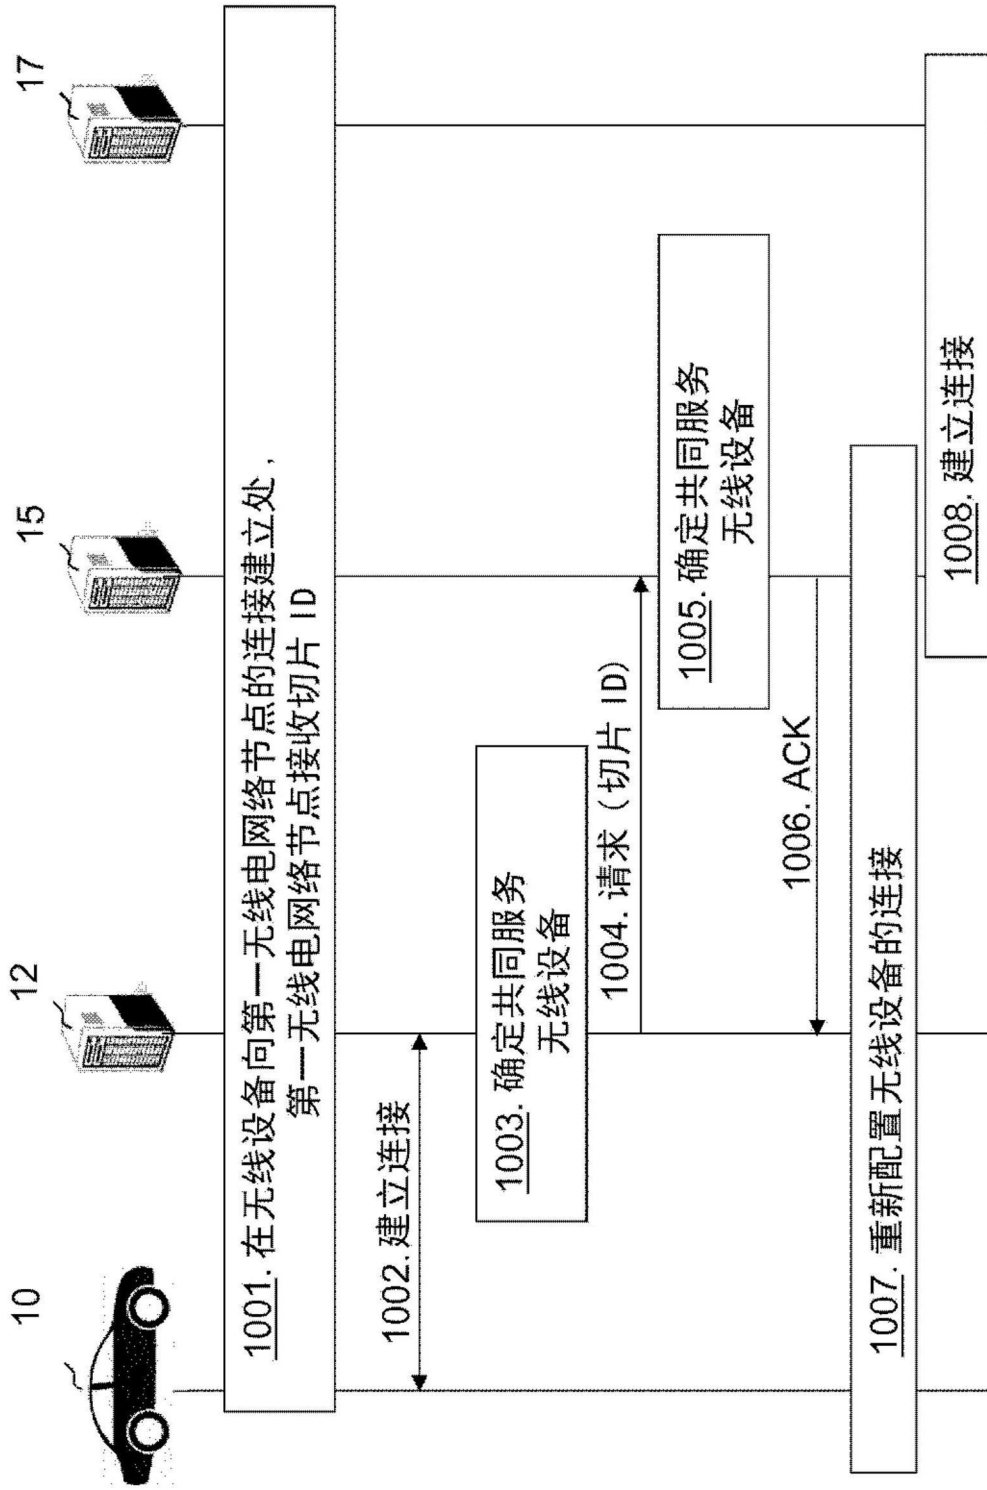 10
12
15
17
1001. 在无线设备向第一无线电网络节点的连接建立处，
第一无线电网络节点接收切片 ID
1002. 建立连接
1003. 确定共同服务
无线设备
1004. 请求（切片 ID）
1005. 确定共同服务
无线设备
1006. ACK
1007. 重新配置无线设备的连接
1008. 建立连接